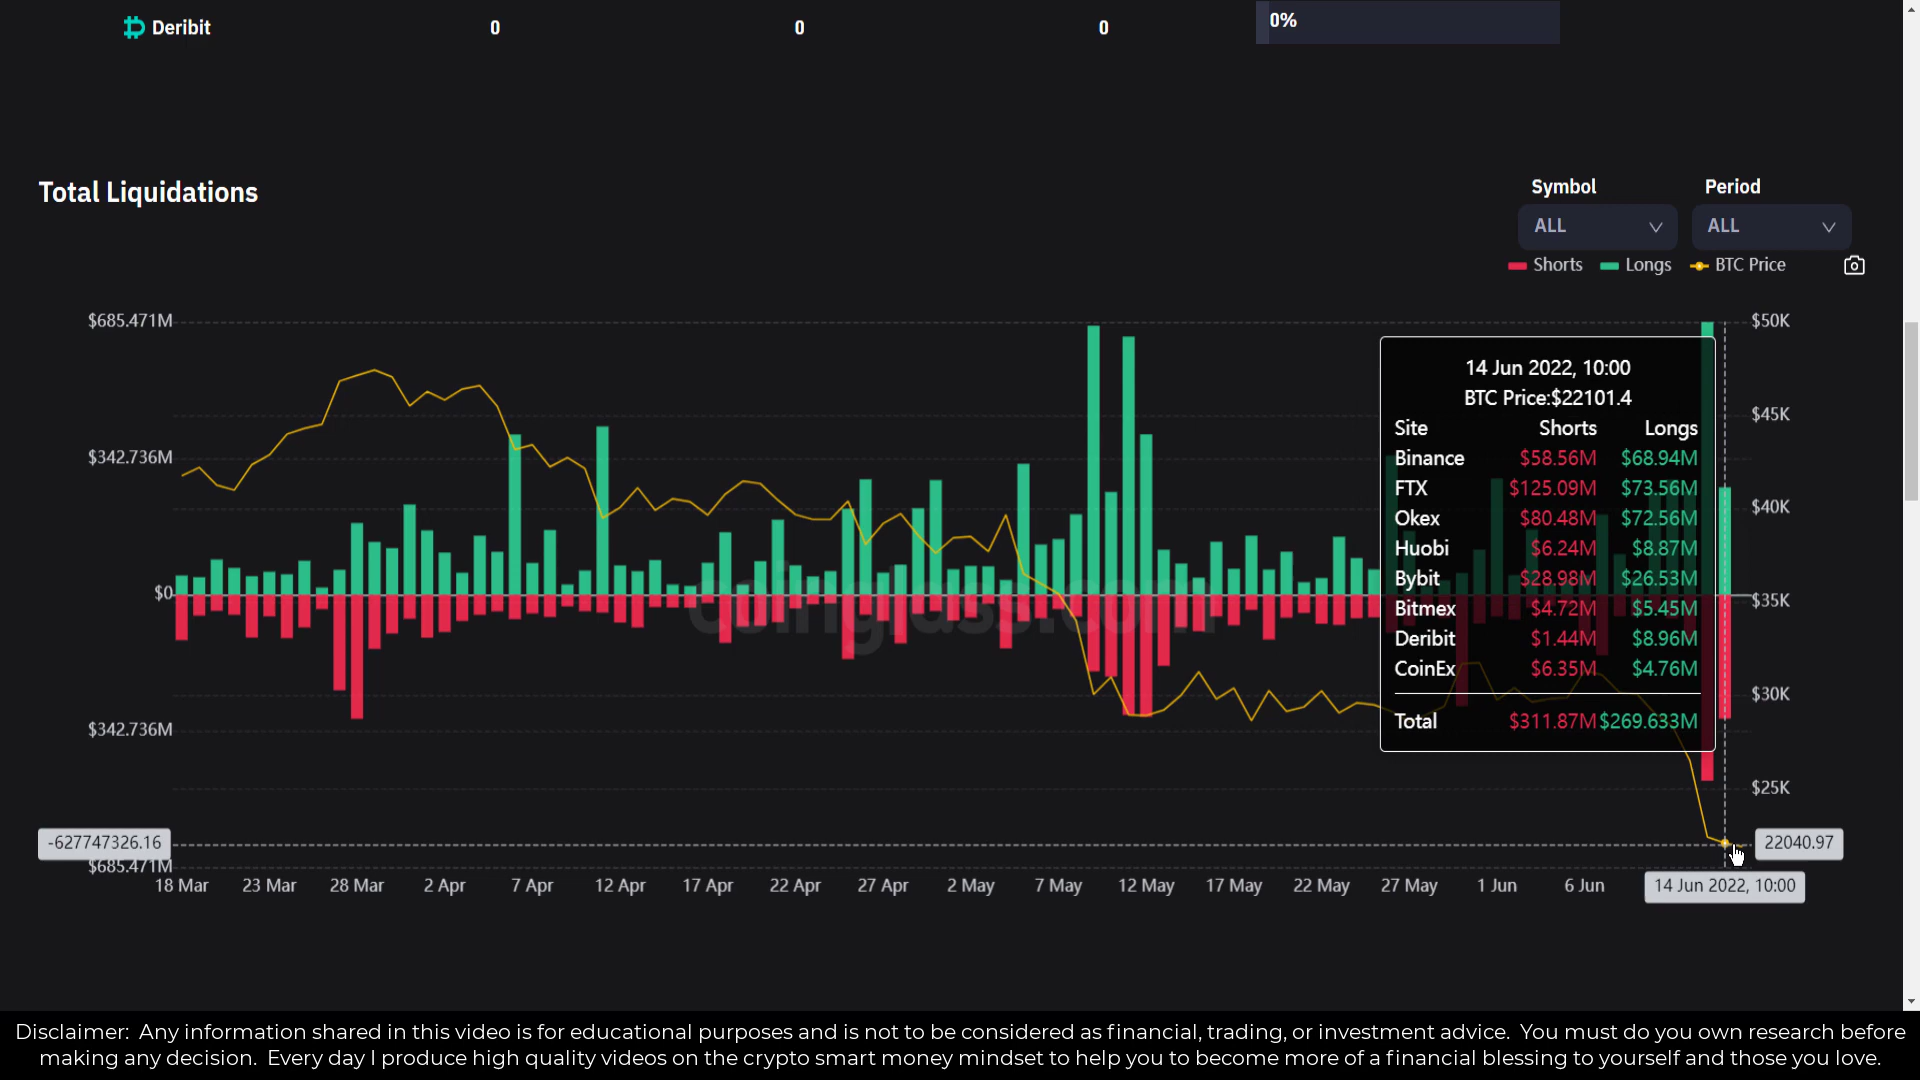 Deribit 0 0 0 0%
Total Liquidations
Symbol Period
ALL ALL
Shorts Longs BTC Price
$685.471M $50K
14 Jun 2022, 10:00
BTC Price:$22101.4
$45K
Site Shorts Longs
$342.736M Binance $58.56M $68.94M
FTX $125.09M $73.56M
$40K
Okex $80.48M $72.56M
Huobi $6.24M $8.87M
Bybit $28.98M $26.53M
$0 $35K
coinglass.com
Bitmex $4.72M $5.45M
Deribit $1.44M $8.96M
CoinEx $6.35M $4.76M
$30K
Total $311.87M $269.633M
$342.736M
$25K
-627747326.16 22040.97
$685.471M
18 Mar 23 Mar 28 Mar 2 Apr 7 Apr 12 Apr 17 Apr 22 Apr 27 Apr 2 May 7 May 12 May 17 May 22 May 27 May 1 Jun 6 Jun 14 Jun 2022, 10:00
Disclaimer: Any information shared in this video is for educational purposes and is not to be considered as financial, trading, or investment advice. You must do you own research before
making any decision. Every day I produce high quality videos on the crypto smart money mindset to help you to become more of a financial blessing to yourself and those you love.